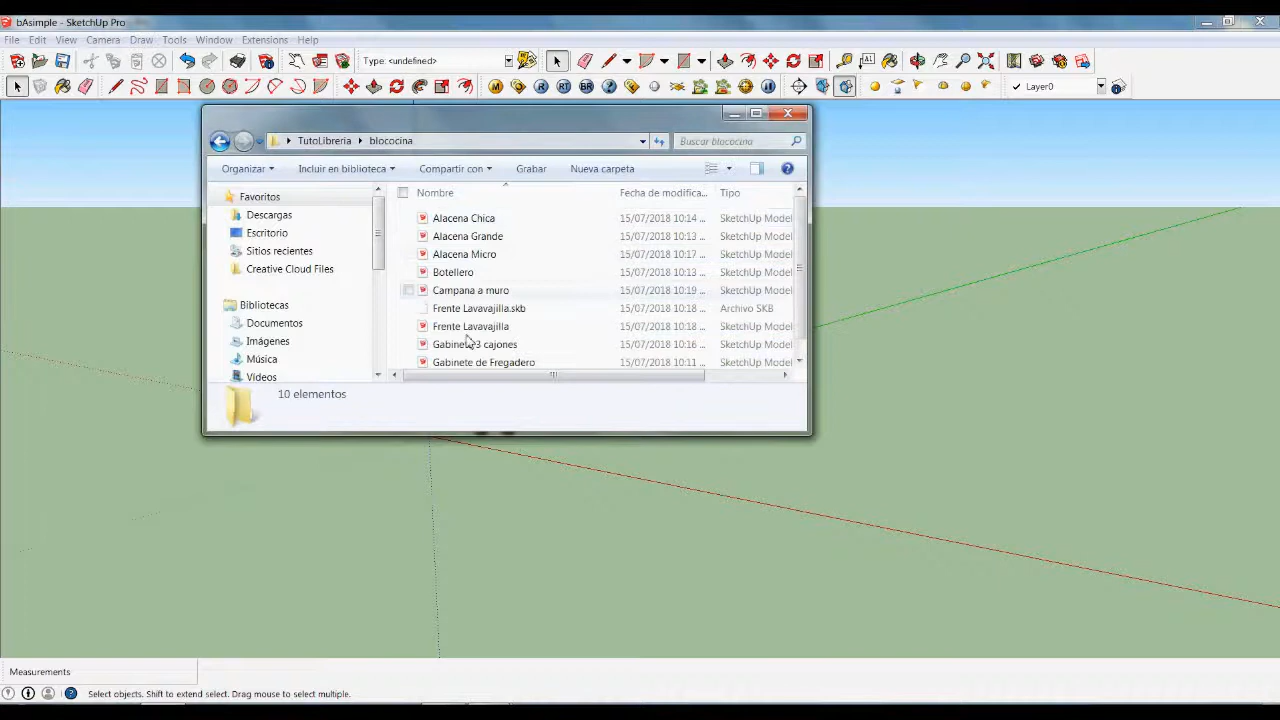 bAsimple - SketchUp Pro
File Edit View Camera Draw Tools Window Extensions Help
Type: <undefined>
Layer0
TutoLibreria blococina
Buscar blococina
Organizar Incluir en biblioteca Compartir con Grabar Nueva carpeta
Favoritos
Descargas
Escritorio
Sitios recientes
Creative Cloud Files
Bibliotecas
Documentos
Imágenes
Música
Vídeos
Nombre Fecha de modifica... Tipo
Alacena Chica 15/07/2018 10:14 ... SketchUp Model
Alacena Grande 15/07/2018 10:13 ... SketchUp Model
Alacena Micro 15/07/2018 10:17 ... SketchUp Model
Botellero 15/07/2018 10:13 ... SketchUp Model
Campana a muro 15/07/2018 10:19 ... SketchUp Model
Frente Lavavajilla.skb 15/07/2018 10:18 ... Archivo SKB
Frente Lavavajilla 15/07/2018 10:18 ... SketchUp Model
Gabinete 3 cajones 15/07/2018 10:16 ... SketchUp Model
Gabinete de Fregadero 15/07/2018 10:11 ... SketchUp Model
10 elementos
Measurements
Select objects. Shift to extend select. Drag mouse to select multiple.